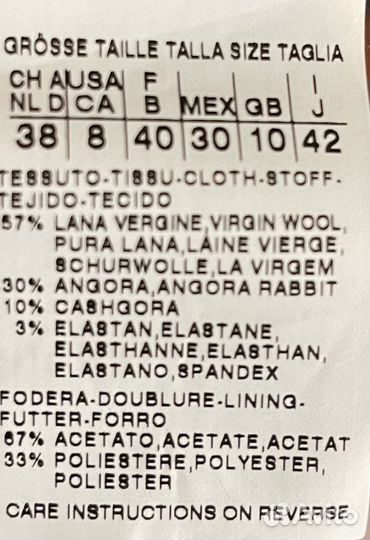 GRÖSSE TAILLE TALLA SIZE TAGLIA
CH A USA F I
NL D CA B MEX GB J
38 8 40 30 10 42
TESSUTO-TISSU-CLOTH-STOFF-
TEJIDO-TECIDO
57% LANA VERGINE,VIRGIN WOOL,
PURA LANA,LAINE VIERGE,
SCHURWOLLE,LA VIRGEM
30% ANGORA,ANGORA RABBIT
10% CASHGORA
3% ELASTAN,ELASTANE,
ELASTHANNE,ELASTHAN,
ELASTANO,SPANDEX
FODERA-DOUBLURE-LINING-
FUTTER-FORRO
67% ACETATO,ACETATE,ACETAT
33% POLIESTERE,POLYESTER,
POLIESTER
CARE INSTRUCTIONS ON REVERSE
Avito